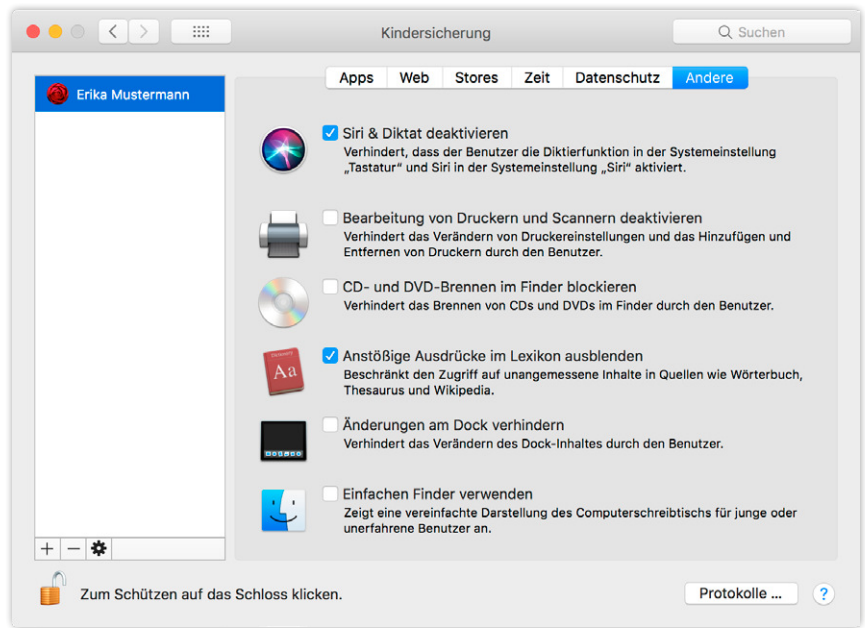 Kindersicherung
Suchen
Erika Mustermann
Apps Web Stores Zeit Datenschutz Andere
Siri & Diktat deaktivieren
Verhindert, dass der Benutzer die Diktierfunktion in der Systemeinstellung
„Tastatur“ und Siri in der Systemeinstellung „Siri“ aktiviert.
Bearbeitung von Druckern und Scannern deaktivieren
Verhindert das Verändern von Druckereinstellungen und das Hinzufügen und
Entfernen von Druckern durch den Benutzer.
CD- und DVD-Brennen im Finder blockieren
Verhindert das Brennen von CDs und DVDs im Finder durch den Benutzer.
Dictionary
Aa
Anstößige Ausdrücke im Lexikon ausblenden
Beschränkt den Zugriff auf unangemessene Inhalte in Quellen wie Wörterbuch,
Thesaurus und Wikipedia.
Änderungen am Dock verhindern
Verhindert das Verändern des Dock-Inhaltes durch den Benutzer.
Einfachen Finder verwenden
Zeigt eine vereinfachte Darstellung des Computerschreibtischs für junge oder
unerfahrene Benutzer an.
Zum Schützen auf das Schloss klicken.
Protokolle ...
?